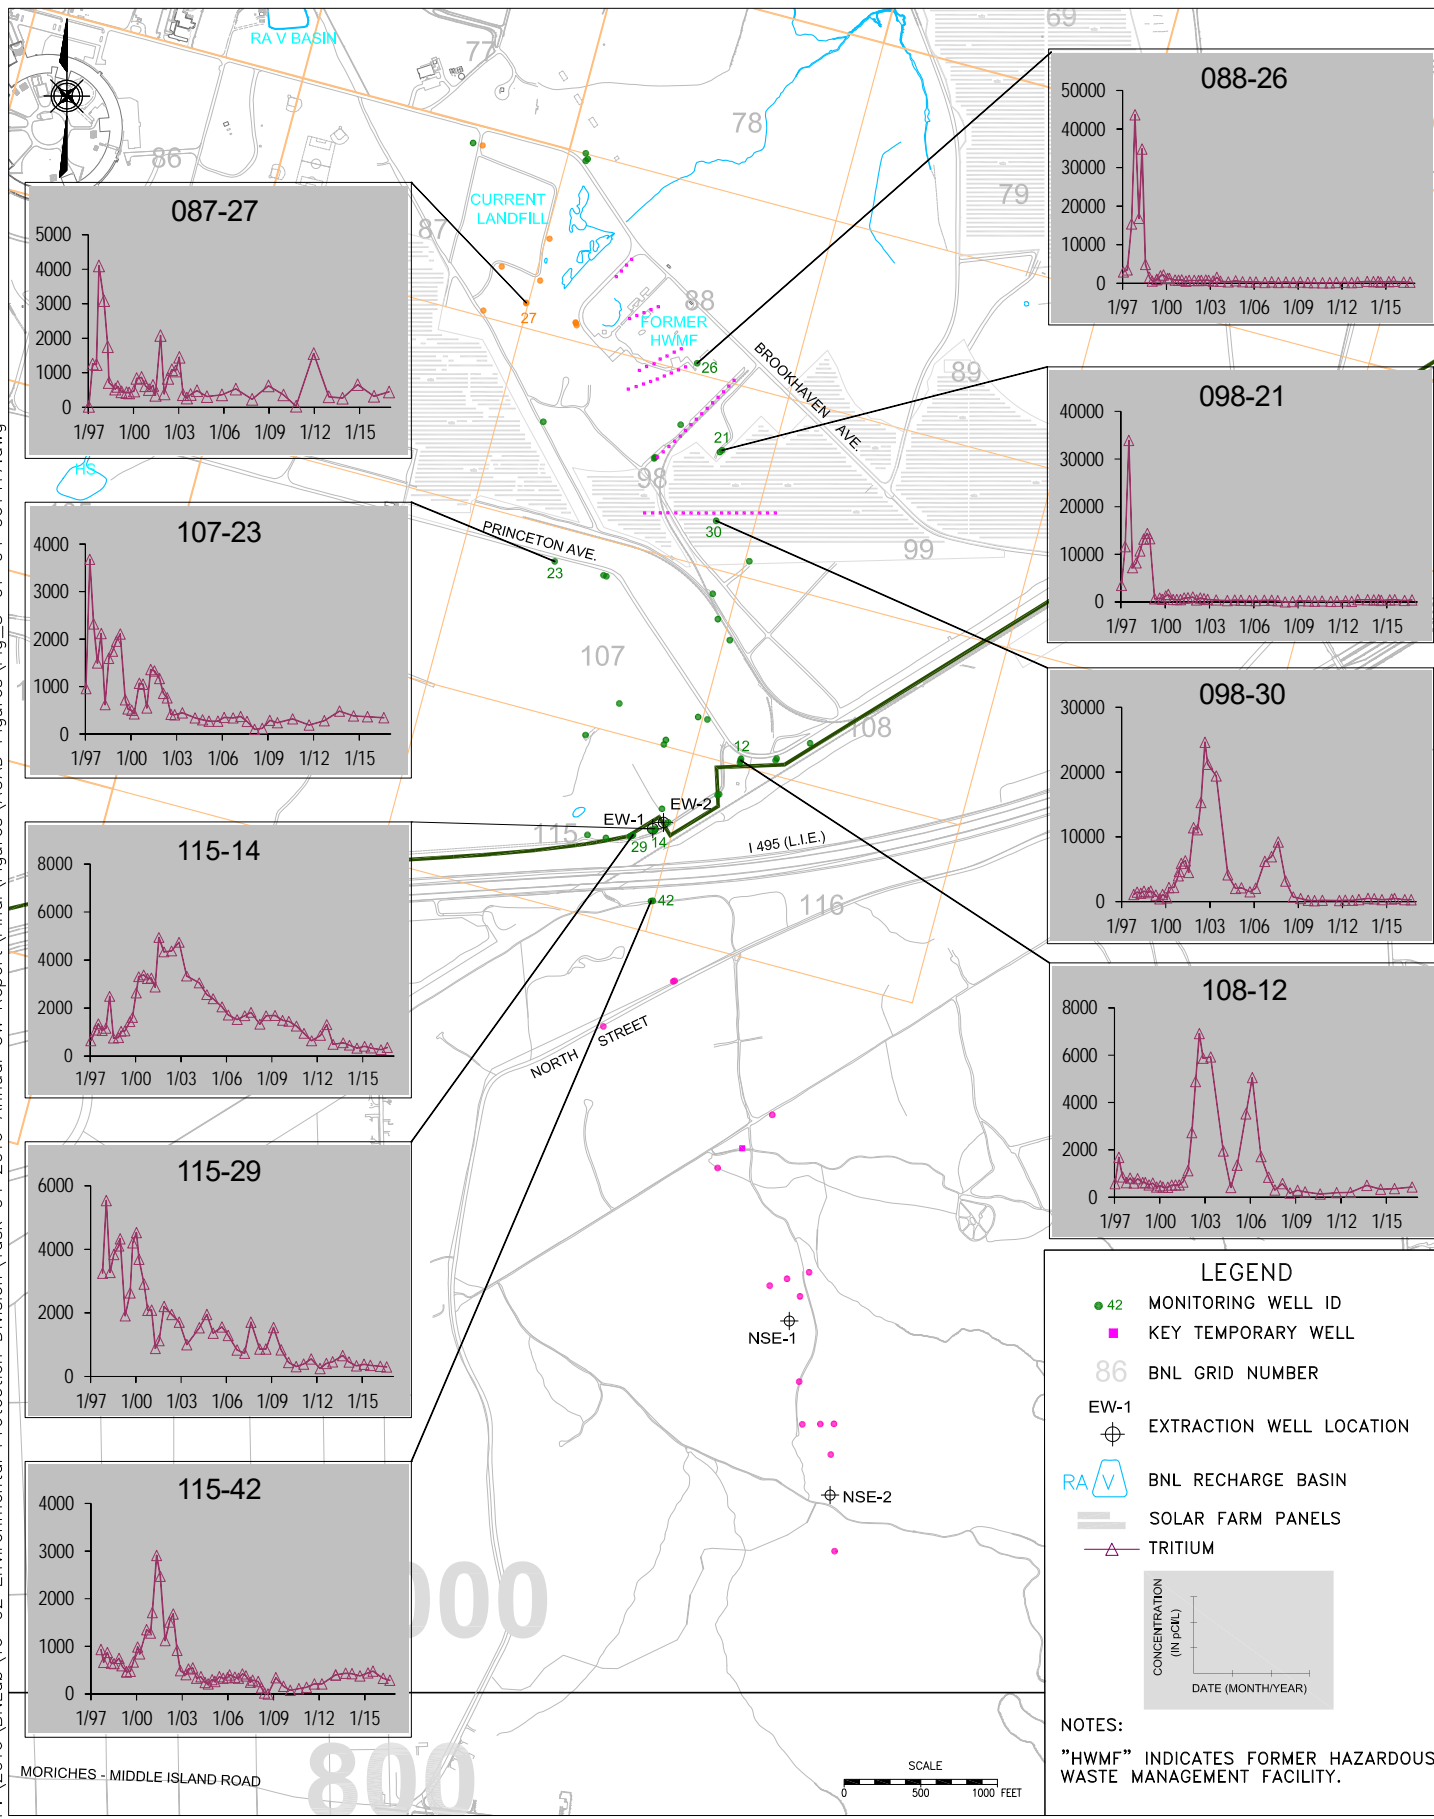 RA V BASIN
77
69
78
86
79
CURRENT
LANDFILL
87
88
27
FORMER
HWMF
26
BROOKHAVEN AVE.
89
21
HS
98
30
99
PRINCETON AVE.
23
107
108
12
EW-2
EW-1
115
29
14
I 495 (L.I.E.)
42
116
NORTH STREET
NSE-1
NSE-2
000
800
MORICHES - MIDDLE ISLAND ROAD
SCALE
0 500 1000 FEET
087-27
5000
4000
3000
2000
1000
0
1/97 1/00 1/03 1/06 1/09 1/12 1/15
107-23
4000
3000
2000
1000
0
1/97 1/00 1/03 1/06 1/09 1/12 1/15
115-14
8000
6000
4000
2000
0
1/97 1/00 1/03 1/06 1/09 1/12 1/15
115-29
6000
4000
2000
0
1/97 1/00 1/03 1/06 1/09 1/12 1/15
115-42
4000
3000
2000
1000
0
1/97 1/00 1/03 1/06 1/09 1/12 1/15
088-26
50000
40000
30000
20000
10000
0
1/97 1/00 1/03 1/06 1/09 1/12 1/15
098-21
40000
30000
20000
10000
0
1/97 1/00 1/03 1/06 1/09 1/12 1/15
098-30
30000
20000
10000
0
1/97 1/00 1/03 1/06 1/09 1/12 1/15
108-12
8000
6000
4000
2000
0
1/97 1/00 1/03 1/06 1/09 1/12 1/15
LEGEND
42 MONITORING WELL ID
KEY TEMPORARY WELL
86 BNL GRID NUMBER
EW-1
EXTRACTION WELL LOCATION
RA V BNL RECHARGE BASIN
SOLAR FARM PANELS
TRITIUM
CONCENTRATION
(IN pCi/L)
DATE (MONTH/YEAR)
NOTES:
"HWMF" INDICATES FORMER HAZARDOUS
WASTE MANAGEMENT FACILITY.